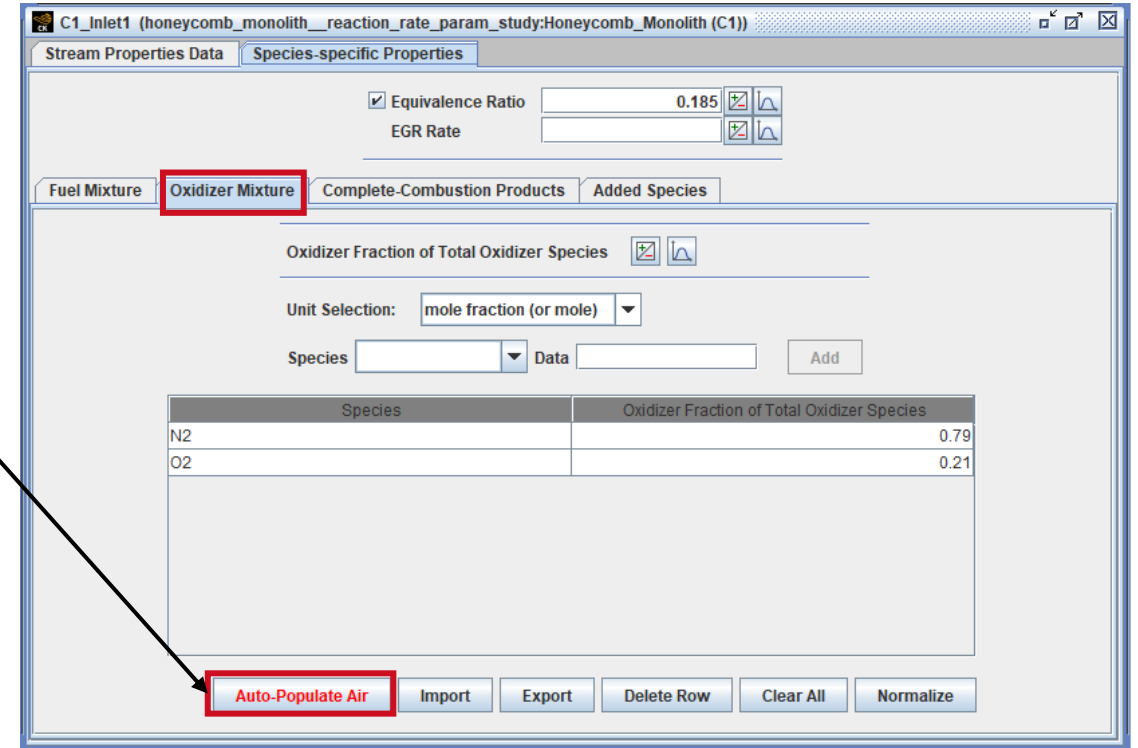 C1_Inlet1 (honeycomb_monolith__reaction_rate_param_study:Honeycomb_Monolith (C1))
Stream Properties Data Species-specific Properties
Equivalence Ratio 0.185
EGR Rate
Fuel Mixture Oxidizer Mixture Complete-Combustion Products Added Species
Oxidizer Fraction of Total Oxidizer Species
Unit Selection: mole fraction (or mole)
Species Data Add
Species Oxidizer Fraction of Total Oxidizer Species
N2 0.79
O2 0.21
Auto-Populate Air Import Export Delete Row Clear All Normalize